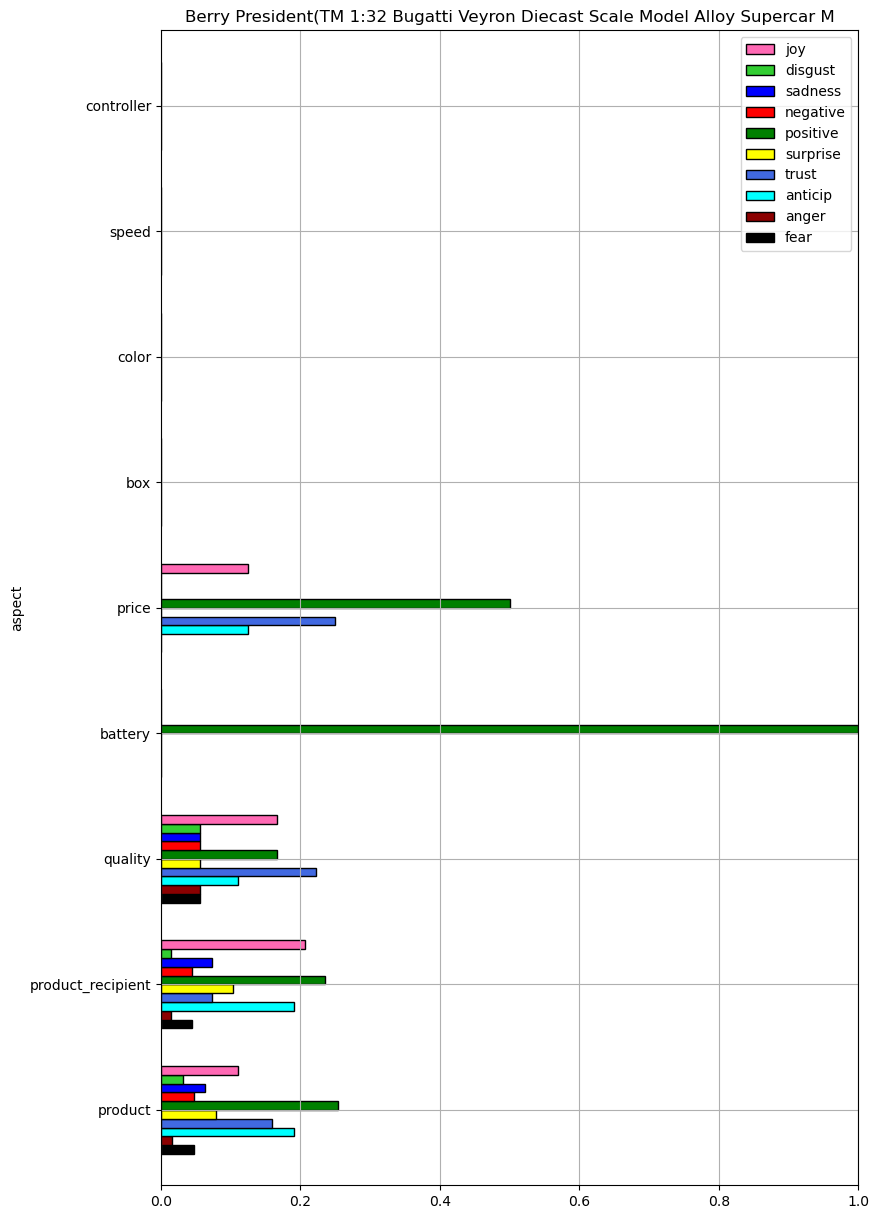 Berry President(TM 1:32 Bugatti Veyron Diecast Scale Model Alloy Supercar M
joy
disgust
sadness
negative
positive
surprise
trust
anticip
anger
fear
controller
speed
color
box
price
battery
quality
product_recipient
product
aspect
0.0 0.2 0.4 0.6 0.8 1.0